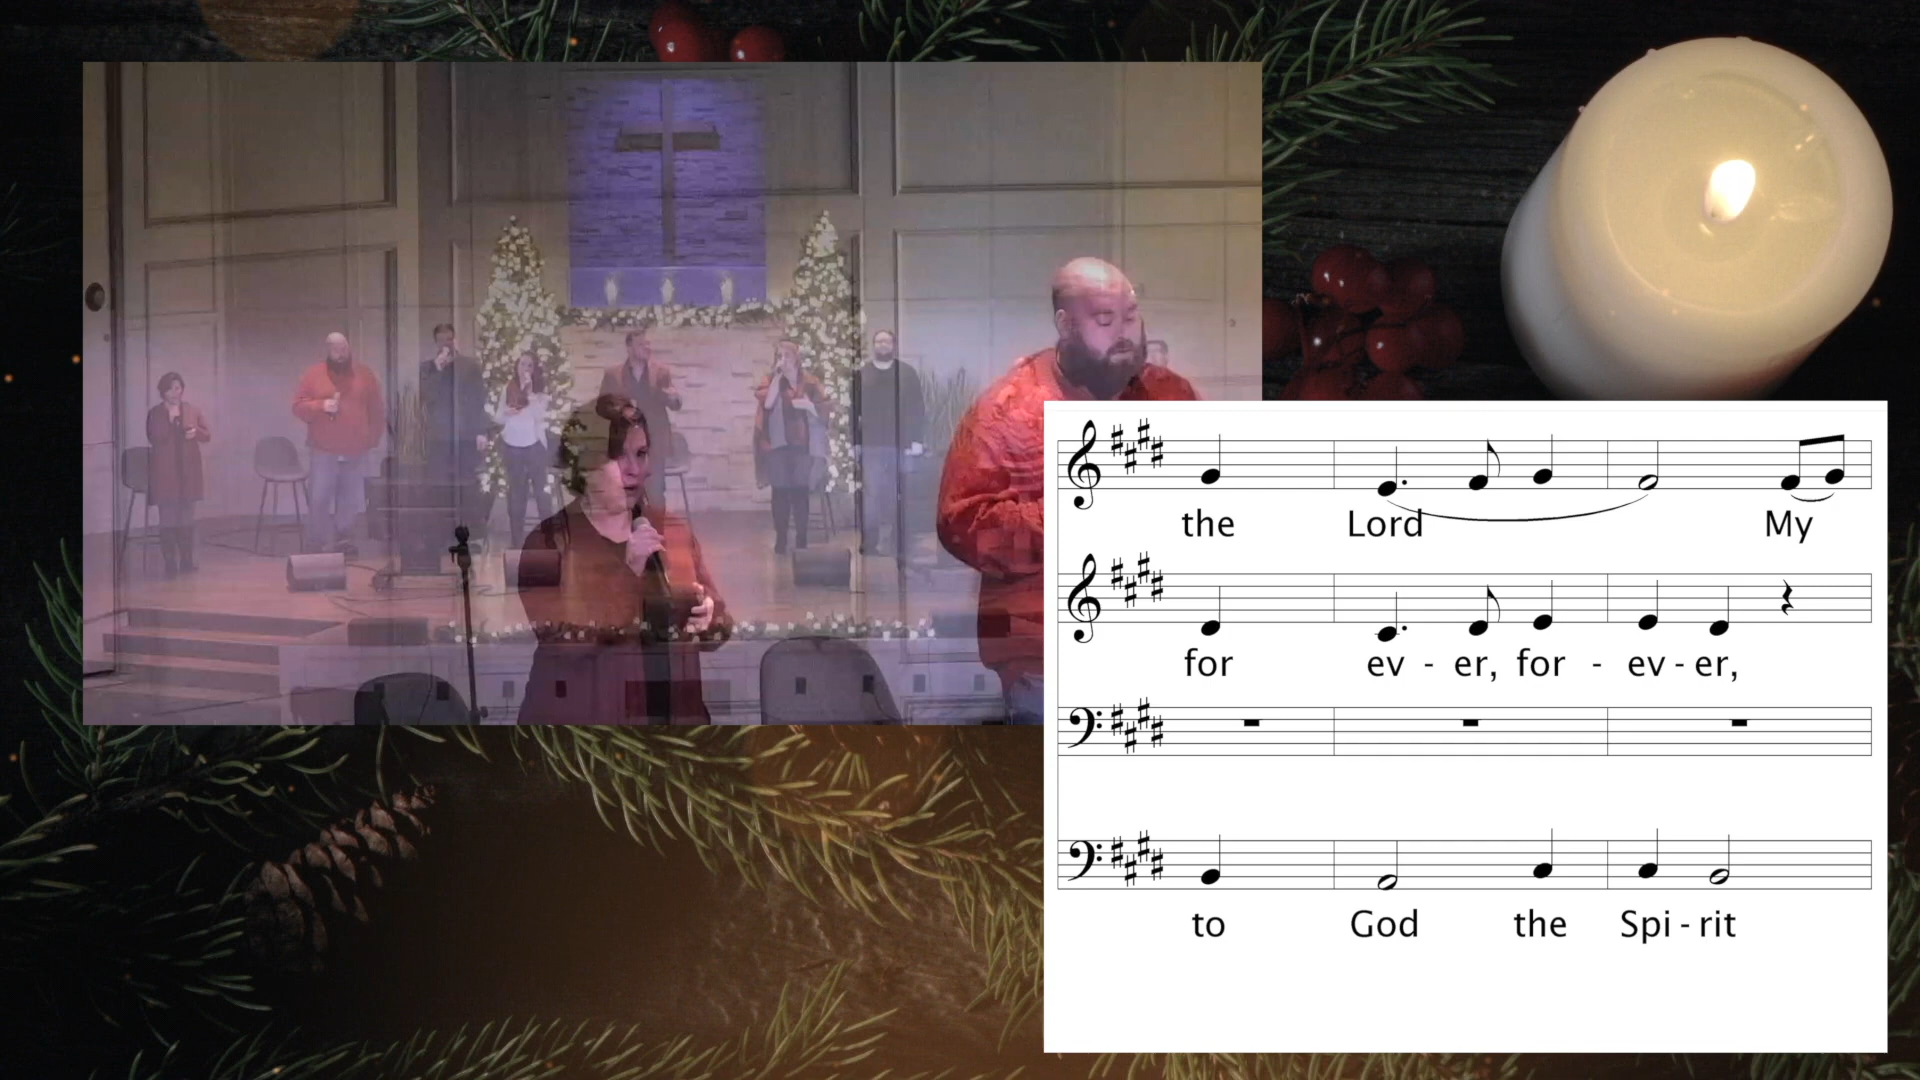 the Lord My
for ev - er, for - ev - er,
to God the Spi - rit